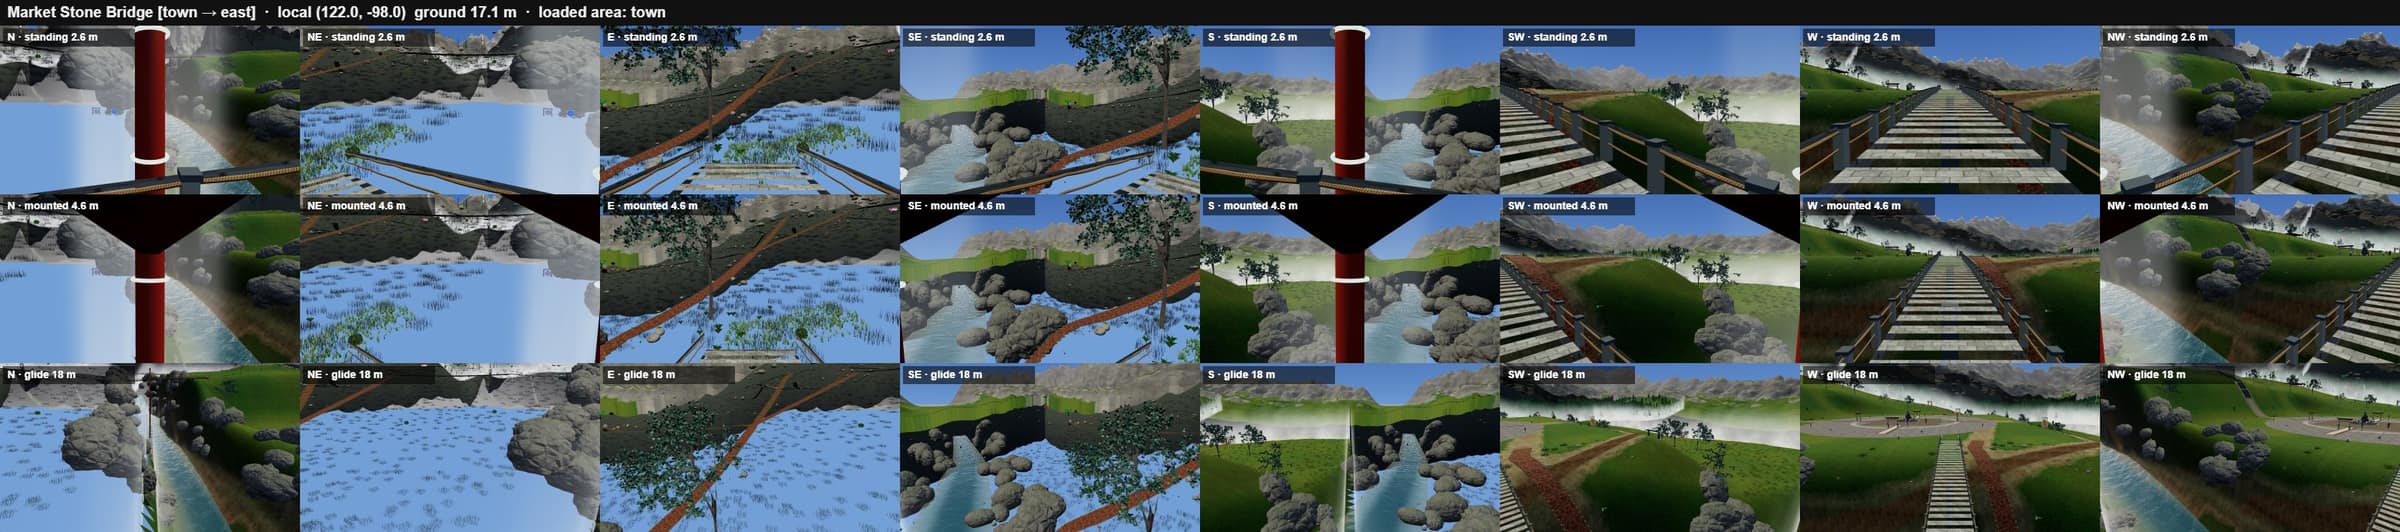 Market Stone Bridge [town → east]  ·  local (122.0, -98.0)  ground 17.1 m  ·  loaded area: town
N · standing 2.6 m
NE · standing 2.6 m
E · standing 2.6 m
SE · standing 2.6 m
S · standing 2.6 m
SW · standing 2.6 m
W · standing 2.6 m
NW · standing 2.6 m
N · mounted 4.6 m
NE · mounted 4.6 m
E · mounted 4.6 m
SE · mounted 4.6 m
S · mounted 4.6 m
SW · mounted 4.6 m
W · mounted 4.6 m
NW · mounted 4.6 m
N · glide 18 m
NE · glide 18 m
E · glide 18 m
SE · glide 18 m
S · glide 18 m
SW · glide 18 m
W · glide 18 m
NW · glide 18 m